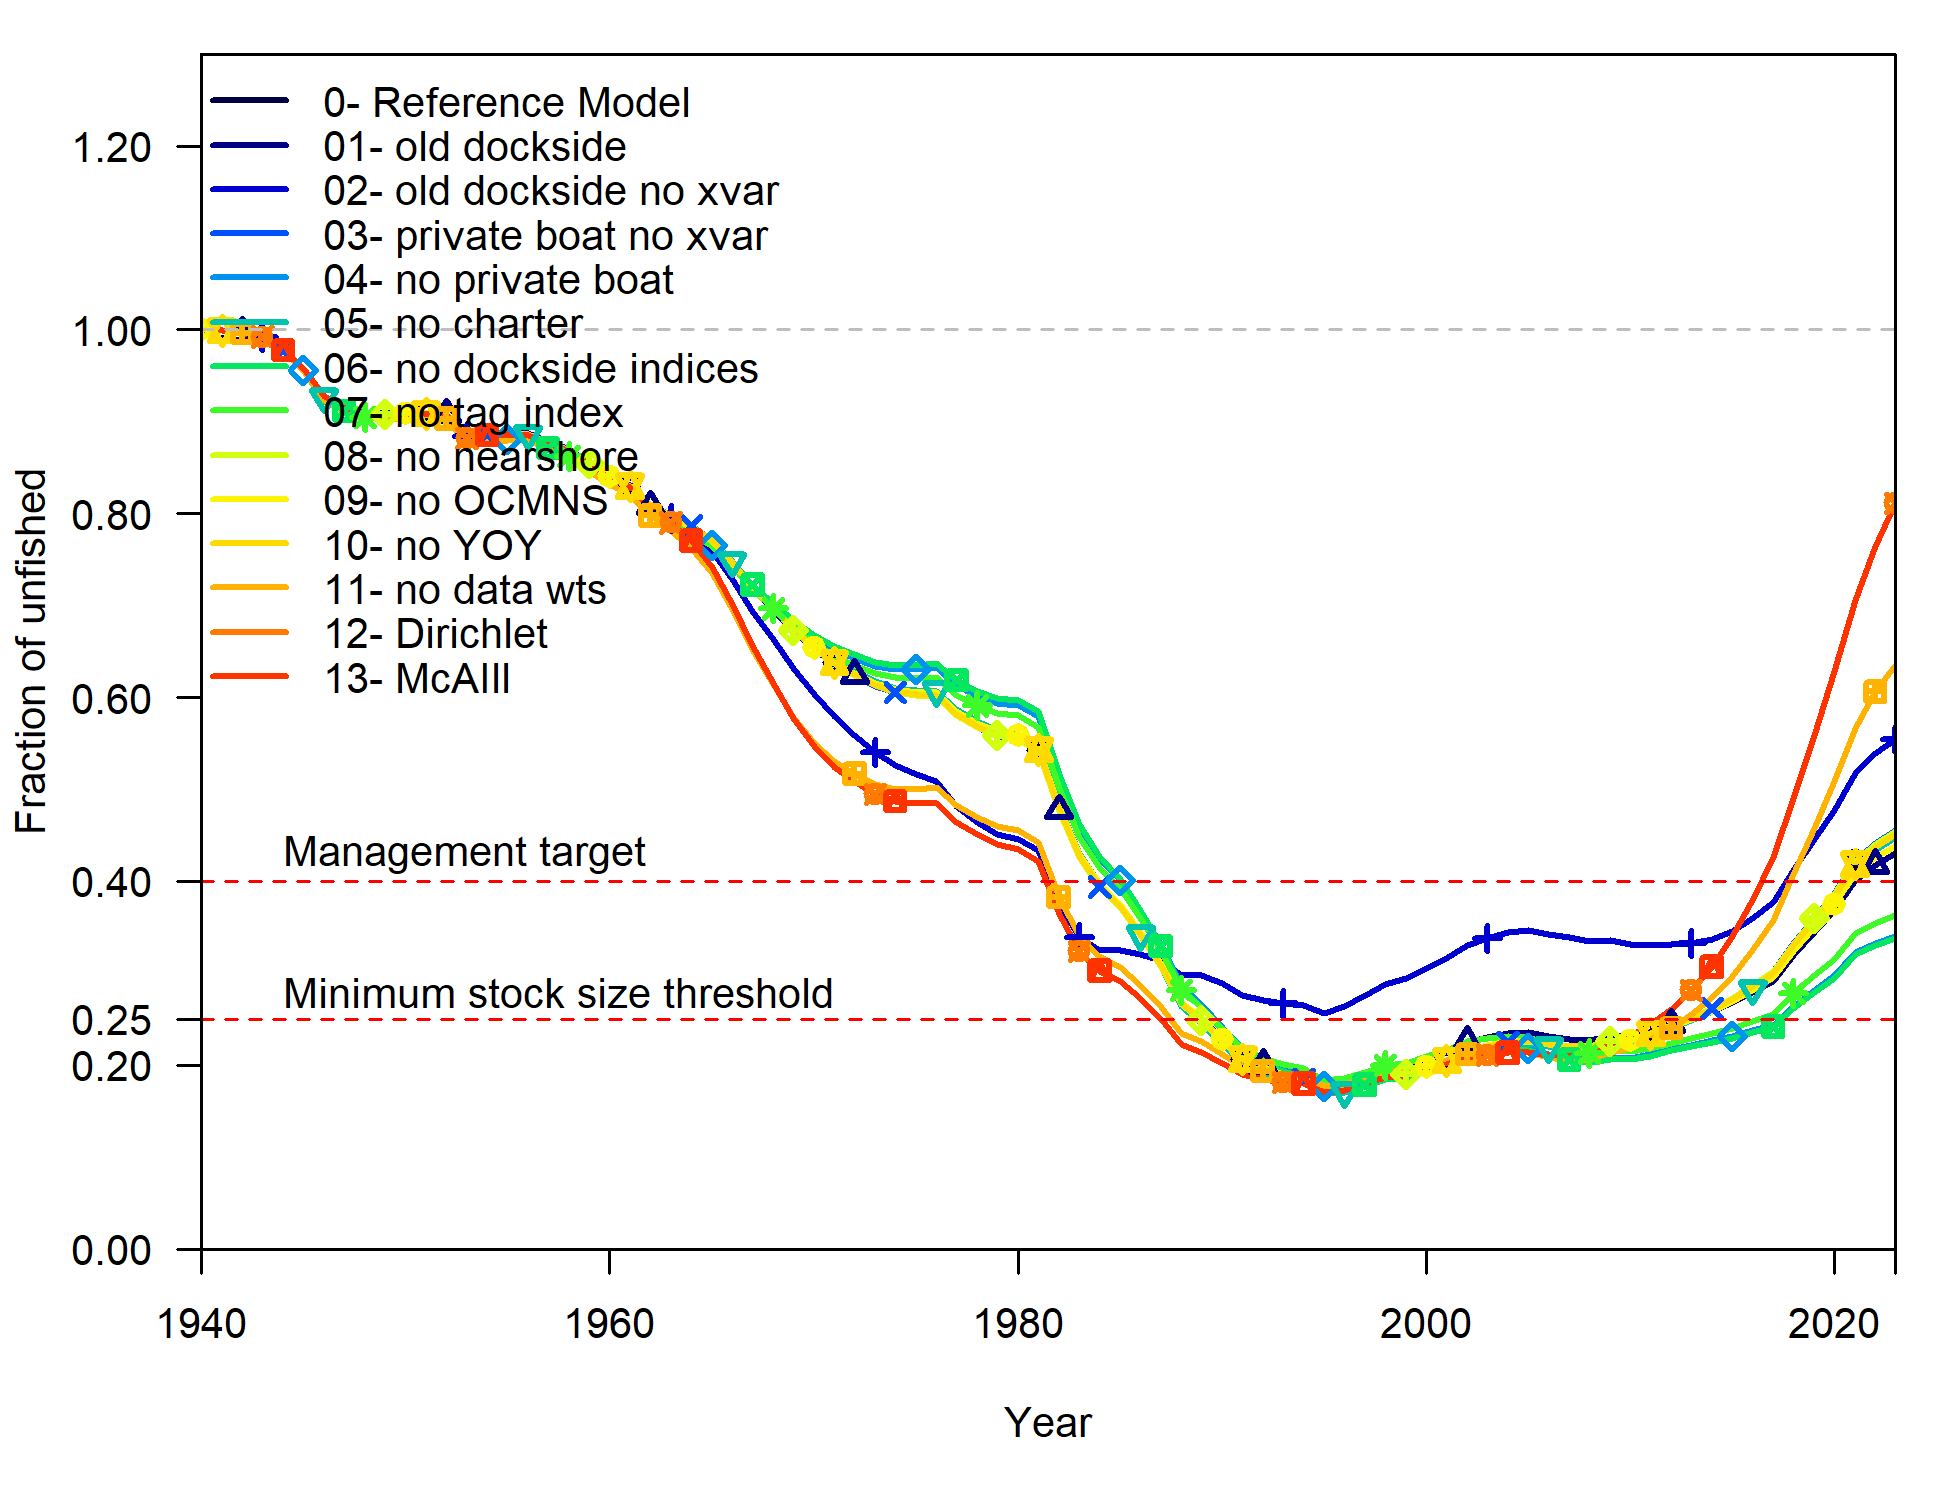 0- Reference Model
01- old dockside
02- old dockside no xvar
03- private boat no xvar
04- no private boat
05- no charter
06- no dockside indices
07- no tag index
08- no nearshore
09- no OCMNS
10- no YOY
11- no data wts
12- Dirichlet
13- McAlll
1.20
1.00
0.80
0.60
0.40
0.25
0.20
0.00
Fraction of unfished
Management target
Minimum stock size threshold
1940
1960
1980
2000
2020
Year